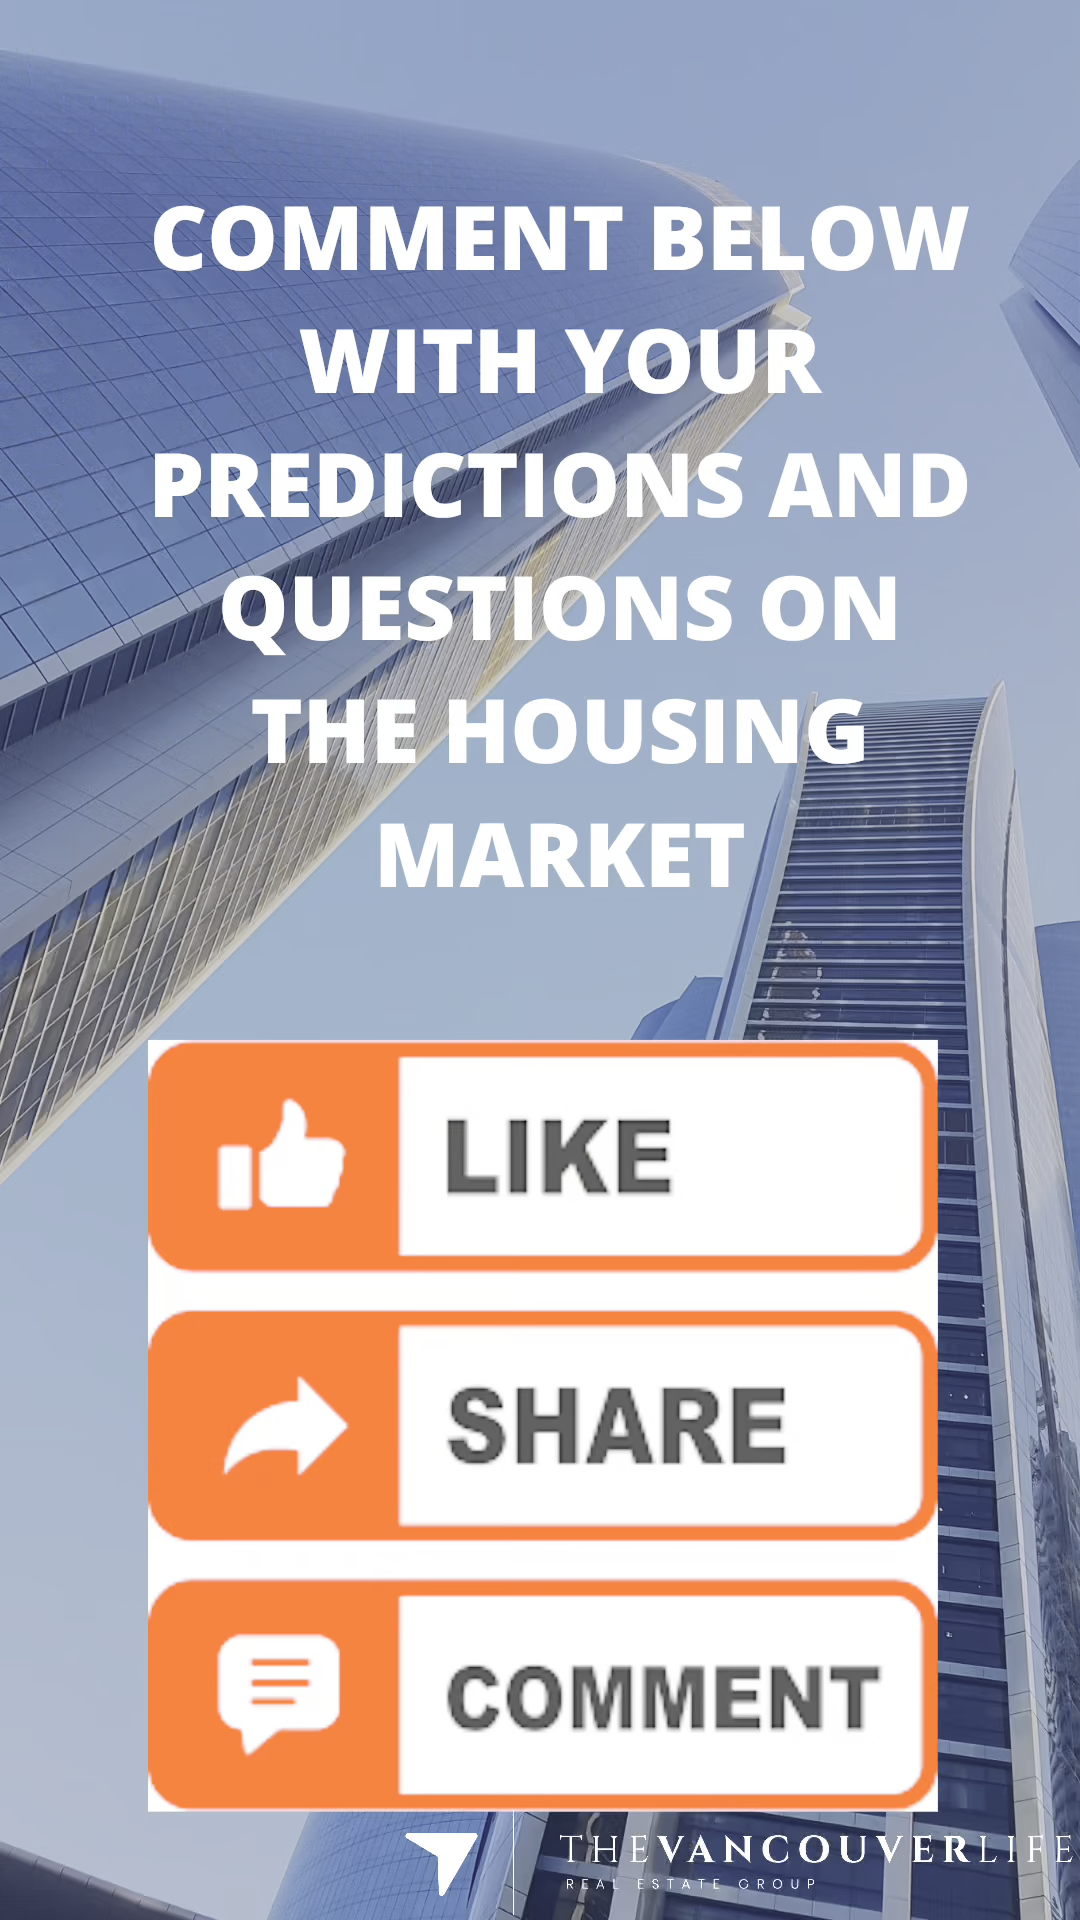 COMMENT BELOW
WITH YOUR
PREDICTIONS AND
QUESTIONS ON
THE HOUSING
MARKET
LIKE
SHARE
COMMENT
THEVANCOUVERLIFE
REAL ESTATE GROUP